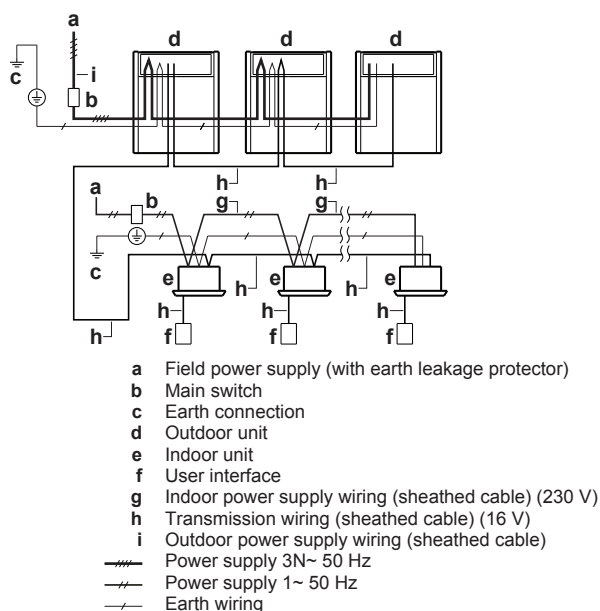 a
d
d
d
c
i
b
h
h
a
b
g
g
c
e
e
e
h
h
h
h
h
h
f
f
f
a Field power supply (with earth leakage protector)
b Main switch
c Earth connection
d Outdoor unit
e Indoor unit
f User interface
g Indoor power supply wiring (sheathed cable) (230 V)
h Transmission wiring (sheathed cable) (16 V)
i Outdoor power supply wiring (sheathed cable)
Power supply 3N~ 50 Hz
Power supply 1~ 50 Hz
Earth wiring